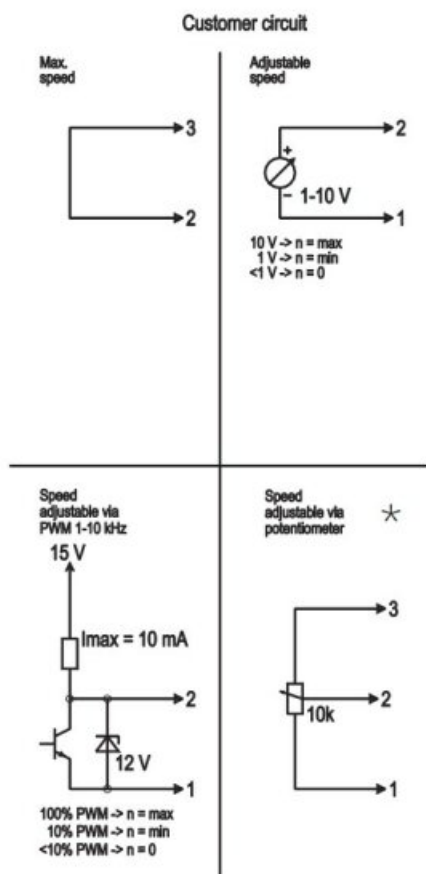 Customer circuit
Max.
speed
3
2
Adjustable
speed
2
+
− 1-10 V
1
10 V -> n = max
1 V -> n = min
<1 V -> n = 0
Speed
adjustable via
PWM 1-10 kHz
15 V
Imax = 10 mA
2
12 V
1
100% PWM -> n = max
10% PWM -> n = min
<10% PWM -> n = 0
Speed
adjustable via
potentiometer *
3
2
10k
1